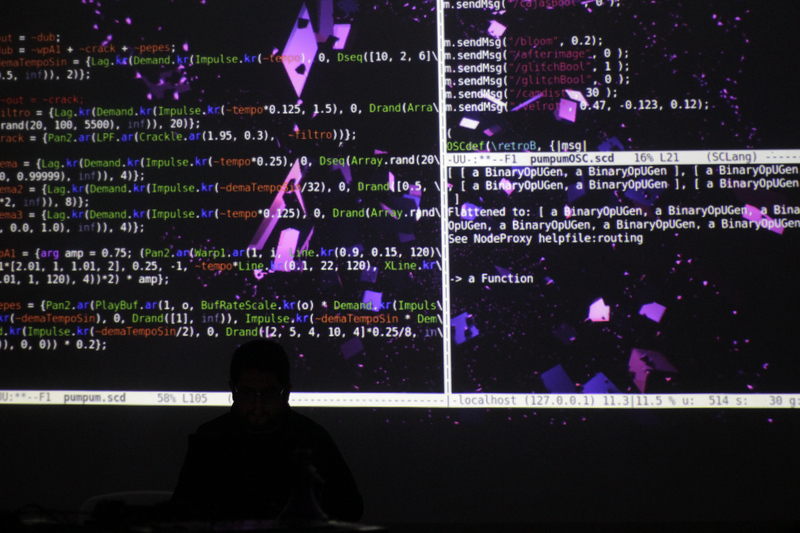 out = ~dub;
dub = ~wpA1 + ~crack + ~pepes;
demaTempoSin = {Lag.kr(Demand.kr(Impulse.kr(~tempo), 0, Dseq([10, 2, 6]\
0.5, inf)), 2)};
~out = ~crack;
filtro = {Lag.kr(Demand.kr(Impulse.kr(~tempo*0.125, 1.5), 0, Drand(Arra\
rand(20, 100, 5500), inf)), 20)};
crack = {Pan2.ar(LPF.ar(Crackle.ar(1.95, 0.3), ~filtro))};
ema = {Lag.kr(Demand.kr(Impulse.kr(~tempo*0.25), 0, Dseq(Array.rand(20\
0.99999), inf)), 4)};
ema2 = {Lag.kr(Demand.kr(Impulse.kr(~demaTempoSin/32), 0, Drand([0.5, \
*2, inf)), 8)};
ema3 = {Lag.kr(Demand.kr(Impulse.kr(~tempo*0.125), 0, Drand(Array.rand\
0.0, 1.0), inf)), 4)};
pA1 = {arg amp = 0.75; (Pan2.ar(Warp1.ar(1, i, Line.kr(0.9, 0.15, 120)\
1*[2.01, 1, 1.01, 2], 0.25, -1, ~tempo*Line.k (0.1, 22, 120), XLine.kr\
.01, 1, 120), 4))*2) * amp};
epes = {Pan2.ar(PlayBuf.ar(1, o, BufRateScale.kr(o) * Demand.kr(Impuls\
kr(~demaTempoSin), 0, Drand([1], inf)), Impulse.kr(~demaTempoSin * Dem\
d.kr(Impulse.kr(~demaTempoSin/2), 0, Drand([2, 5, 4, 10, 4]*0.25/8, in\
)), 0, 0)) * 0.2};
UU-:**--F1 pumpum.scd 58% L105 (
m.sendMsg("/cajasBool", 0 );
m.sendMsg("/bloom", 0.2);
m.sendMsg("/afterimage", 0 );
m.sendMsg("/glitchBool", 1 );
m.sendMsg("/glitchBool", 0 );
m.sendMsg( 30 );
m.sendMsg( 0.47, -0.123, 0.12);
(
OSCdef(\retroB, {|msg|
-UU-:**--F1 pumpumOSC.scd 16% L21 (SCLang) ------
[ [ a BinaryOpUGen, a BinaryOpUGen ], [ a BinaryOpUGen
, [ a BinaryOpUGen, a BinaryOpUGen ], [ a BinaryOpUGen
]
Flattened to: [ a BinaryOpUGen, a BinaryOpUGen, a Bina
OpUGen, a BinaryOpUGen, a BinaryOpUGen, a BinaryOpUGen
See NodeProxy helpfile:routing
-> a Function
-localhost (127.0.0.1) 11.3|11.5 % u: 514 s: 30 g: